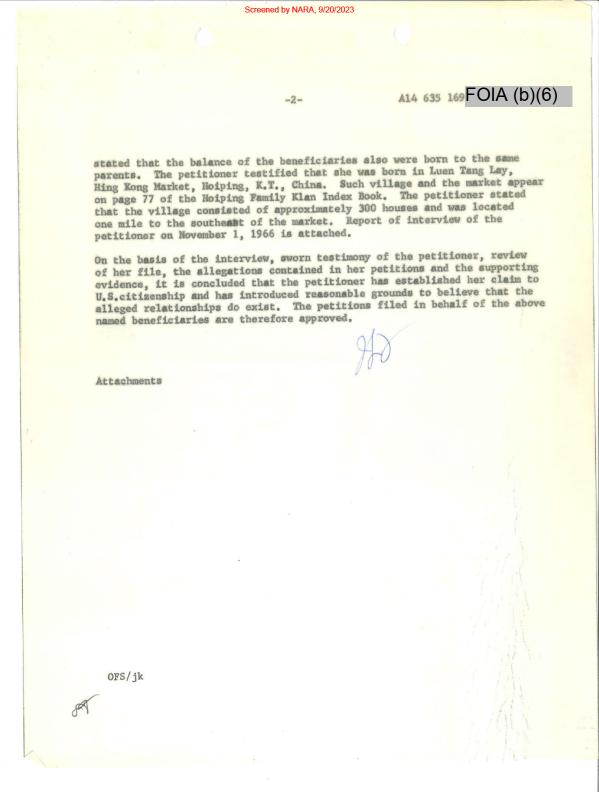 Screened by NARA, 9/20/2023
-2-
A14 635 169
FOIA (b)(6)
stated that the balance of the beneficiaries also were born to the same
parents. The petitioner testified that she was born in Luen Tang Lay,
Hing Kong Market, Hoiping, K.T., China. Such village and the market appear
on page 77 of the Hoiping Family Klan Index Book. The petitioner stated
that the village consisted of approximately 300 houses and was located
one mile to the southeast of the market. Report of interview of the
petitioner on November 1, 1966 is attached.
On the basis of the interview, sworn testimony of the petitioner, review
of her file, the allegations contained in her petitions and the supporting
evidence, it is concluded that the petitioner has established her claim to
U.S.citizenship and has introduced reasonable grounds to believe that the
alleged relationships do exist. The petitions filed in behalf of the above
named beneficiaries are therefore approved.
Attachments
OFS/jk